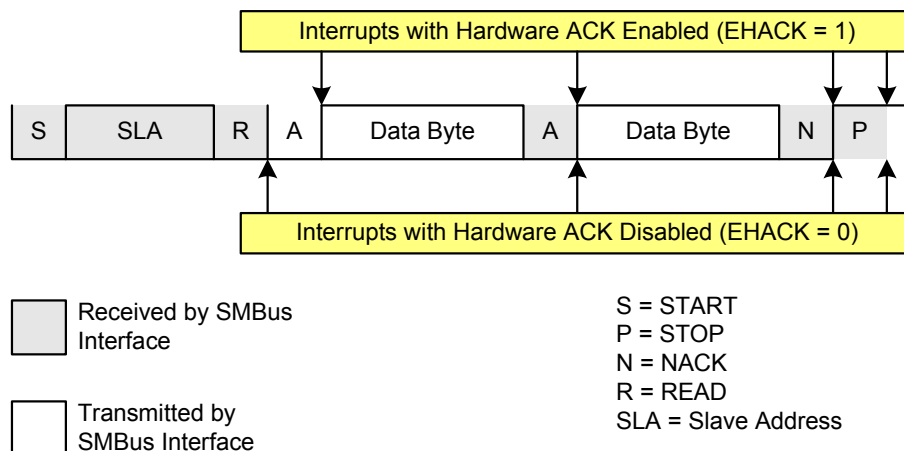 Interrupts with Hardware ACK Enabled (EHACK = 1)
S SLA R A Data Byte A Data Byte N P
Interrupts with Hardware ACK Disabled (EHACK = 0)
Received by SMBus
Interface
Transmitted by
SMBus Interface
S = START
P = STOP
N = NACK
R = READ
SLA = Slave Address